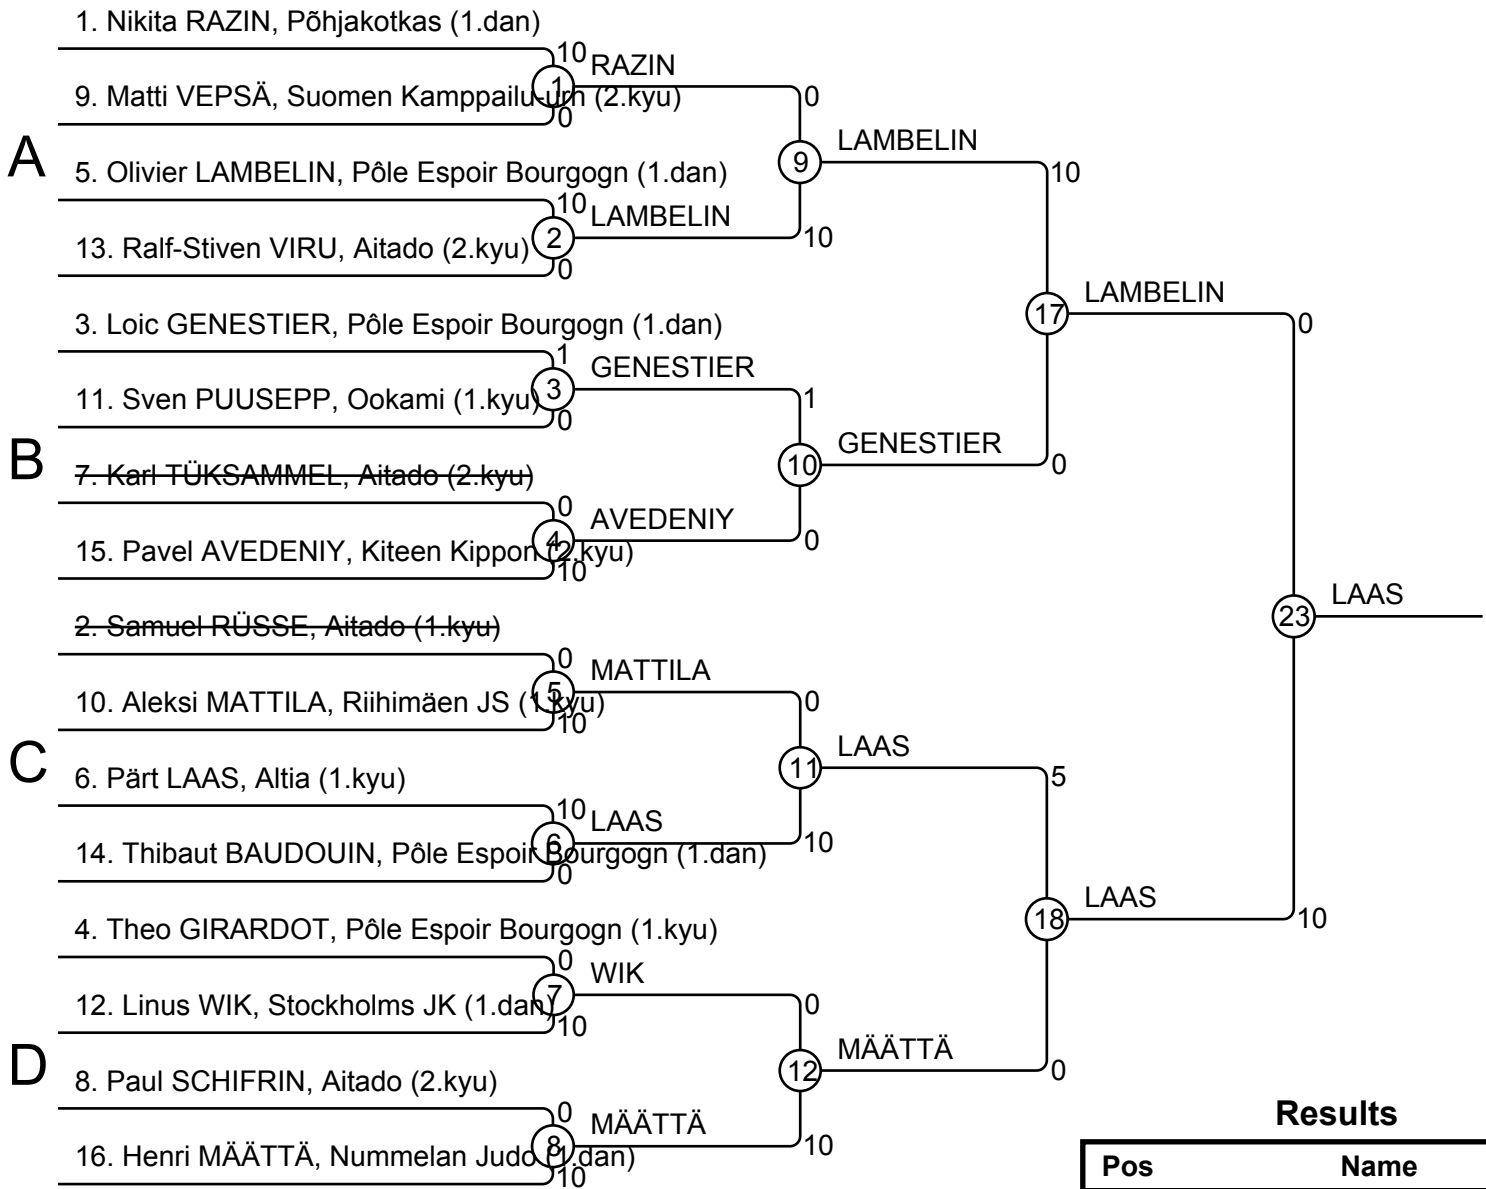 1. Nikita RAZIN, Põhjakotkas (1.dan)
10
RAZIN
1
9. Matti VEPSÄ, Suomen Kamppailu-urh (2.kyu)
0
0
A
LAMBELIN
9
5. Olivier LAMBELIN, Pôle Espoir Bourgogn (1.dan)
10
10
LAMBELIN
2
10
13. Ralf-Stiven VIRU, Aitado (2.kyu)
0
LAMBELIN
17
0
3. Loic GENESTIER, Pôle Espoir Bourgogn (1.dan)
1
GENESTIER
3
1
11. Sven PUUSEPP, Ookami (1.kyu)
0
B
GENESTIER
10
0
7. Karl TÜKSAMMEL, Aitado (2.kyu)
0
AVEDENIY
4
0
15. Pavel AVEDENIY, Kiteen Kippon (2.kyu)
10
LAAS
23
2. Samuel RÜSSE, Aitado (1.kyu)
0
MATTILA
5
0
10. Aleksi MATTILA, Riihimäen JS (1.kyu)
10
C
LAAS
11
5
6. Pärt LAAS, Altia (1.kyu)
10
LAAS
6
10
14. Thibaut BAUDOUIN, Pôle Espoir Bourgogn (1.dan)
0
LAAS
18
10
4. Theo GIRARDOT, Pôle Espoir Bourgogn (1.kyu)
0
WIK
7
0
12. Linus WIK, Stockholms JK (1.dan)
10
D
MÄÄTTÄ
12
0
8. Paul SCHIFRIN, Aitado (2.kyu)
0
MÄÄTTÄ
8
10
16. Henri MÄÄTTÄ, Nummelan Judo (1.dan)
10
Results
Pos Name